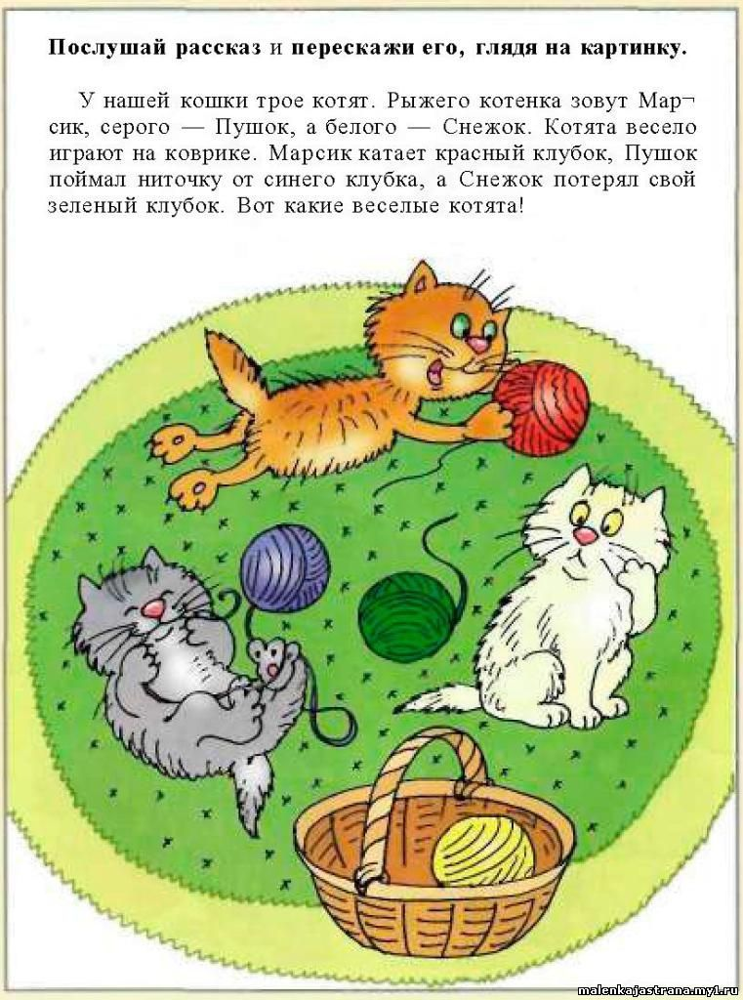 Послушай рассказ и перескажи его, глядя на картинку.
У нашей кошки трое котят. Рыжего котенка зовут Мар¬
сик, серого — Пушок, а белого — Снежок. Котята весело
играют на коврике. Марсик катает красный клубок, Пушок
поймал ниточку от синего клубка, а Снежок потерял свой
зеленый клубок. Вот какие веселые котята!
malenkajastrana.my1.ru